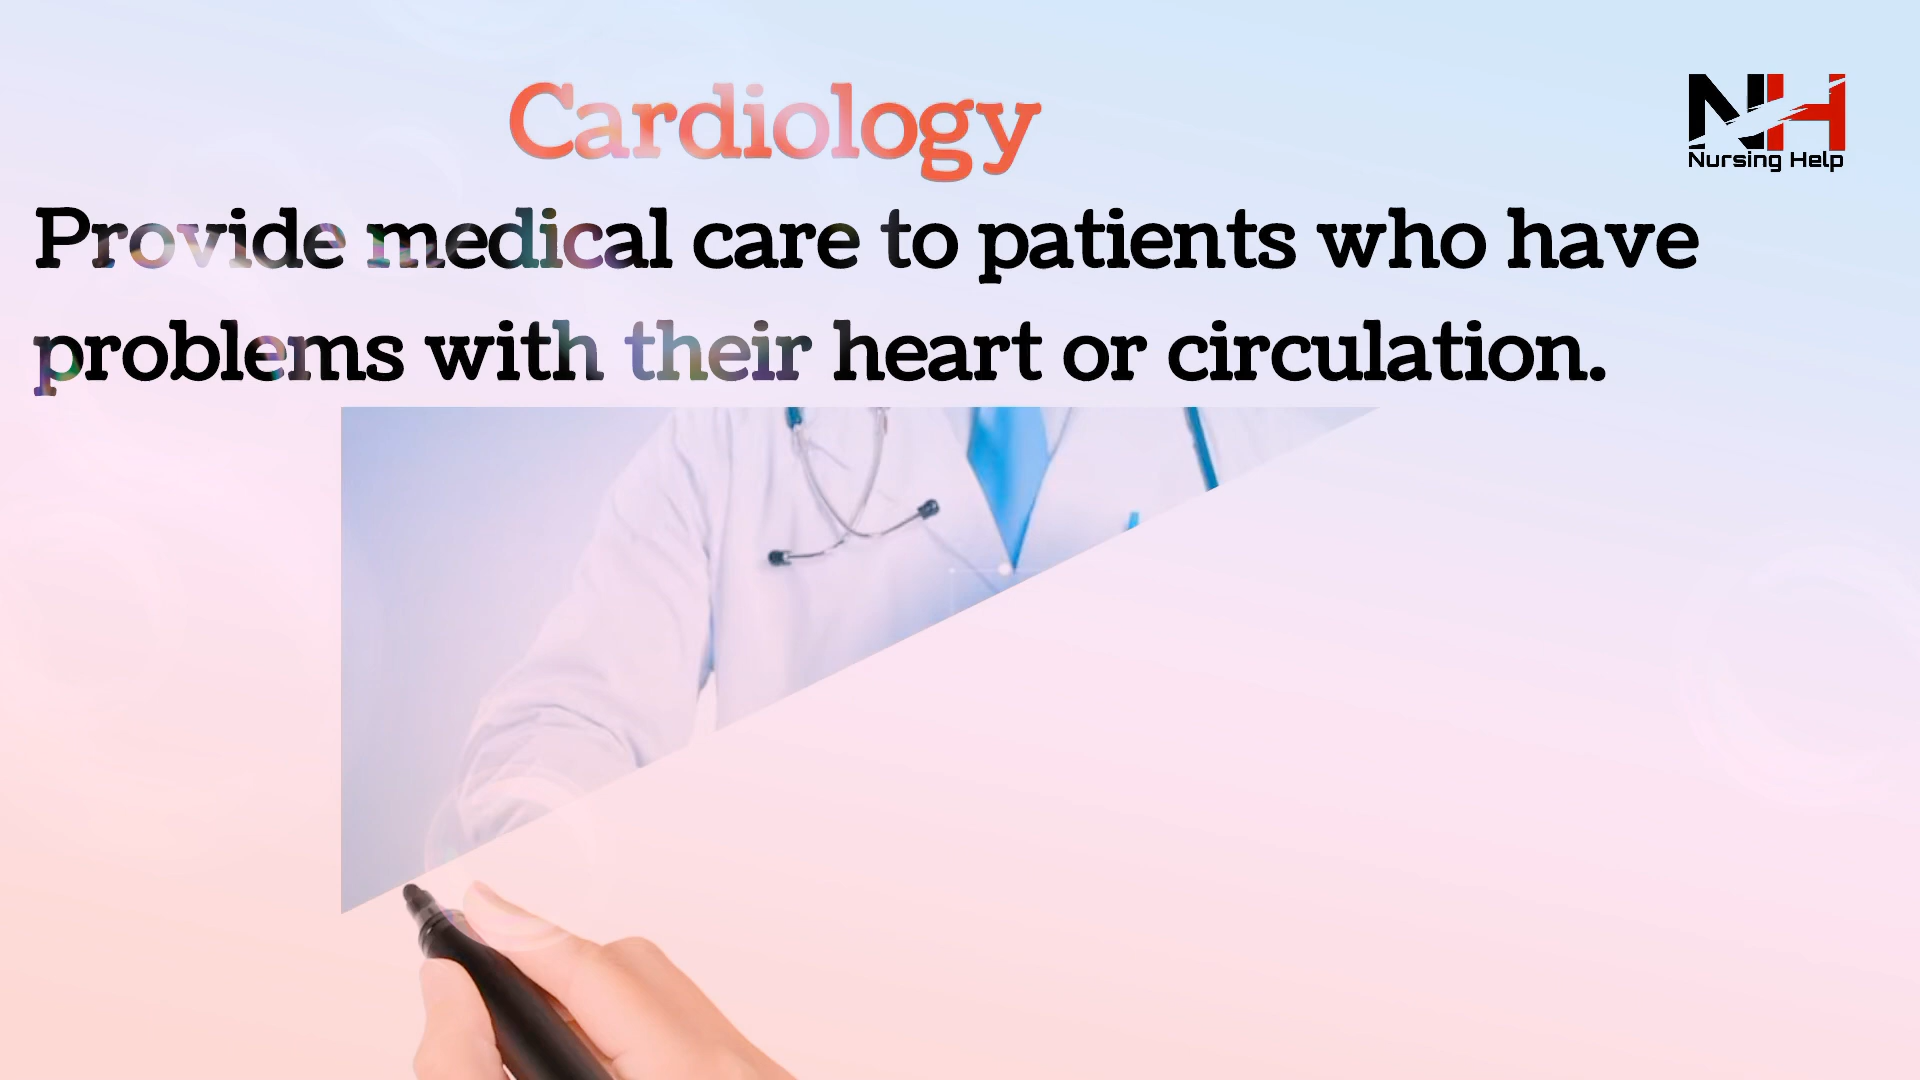 Cardiology
NH
Nursing Help
Provide medical care to patients who have
problems with their heart or circulation.